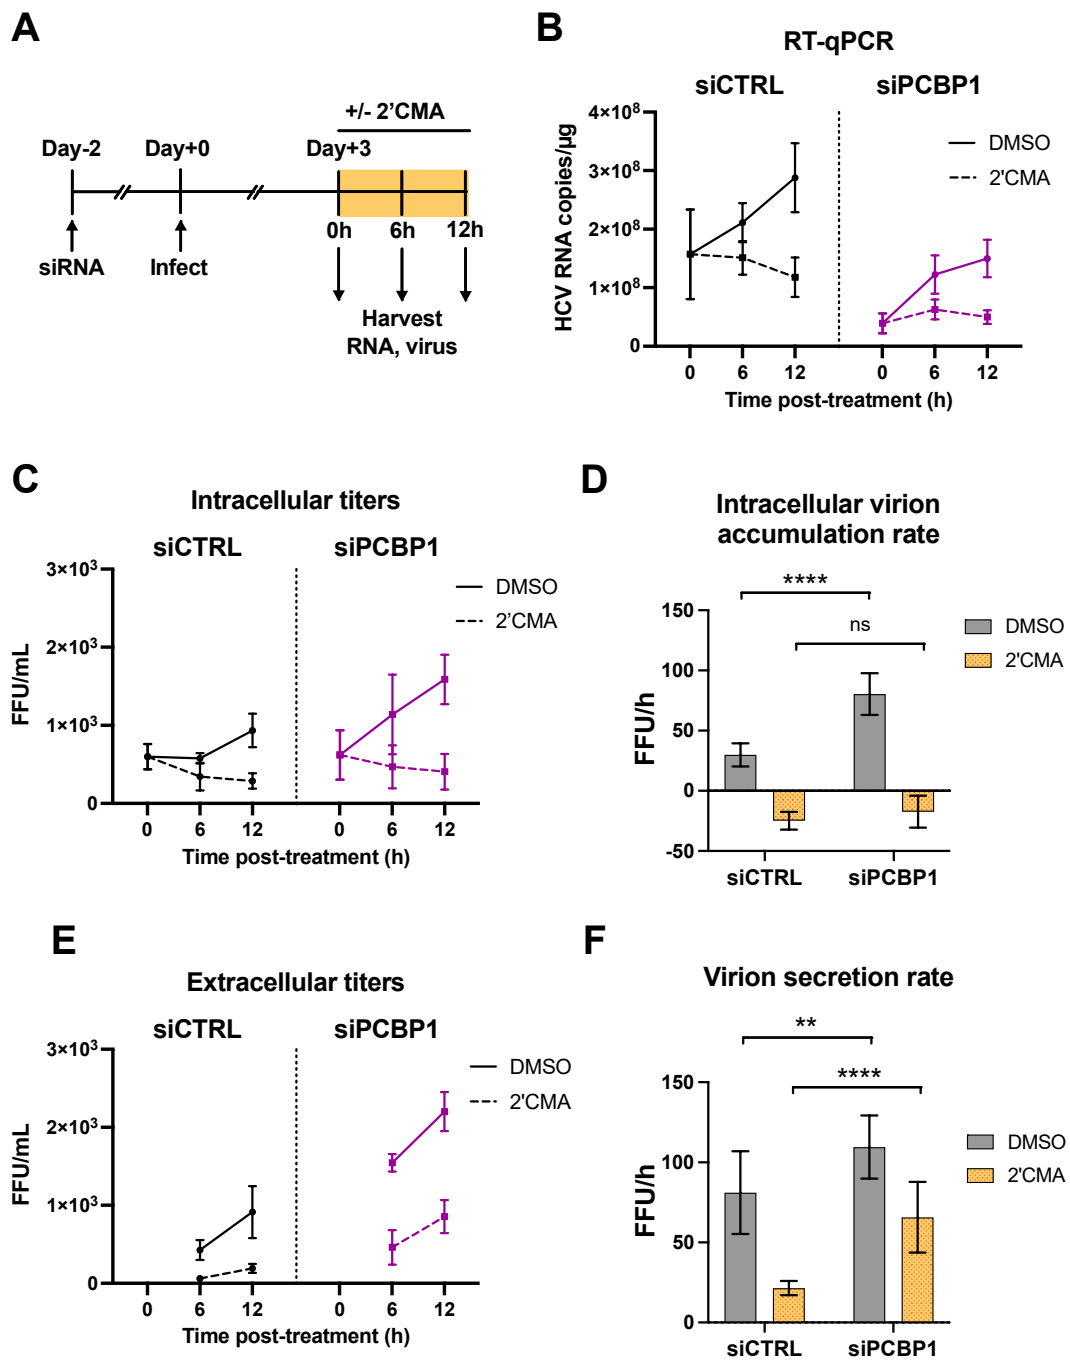 A
+/- 2'CMA
Day-2 Day+0 Day+3
0h 6h 12h
siRNA Infect
Harvest
RNA, virus
B
RT-qPCR
siCTRL siPCBP1
HCV RNA copies/µg
4×10⁸
3×10⁸
2×10⁸
1×10⁸
0
DMSO
2'CMA
0 6 12 0 6 12
Time post-treatment (h)
C
Intracellular titers
siCTRL siPCBP1
FFU/mL
3×10³
2×10³
1×10³
0
DMSO
2'CMA
0 6 12 0 6 12
Time post-treatment (h)
D
Intracellular virion
accumulation rate
**** 
ns
FFU/h
150
100
50
0
-50
DMSO
2'CMA
siCTRL siPCBP1
E
Extracellular titers
siCTRL siPCBP1
FFU/mL
3×10³
2×10³
1×10³
0
DMSO
2'CMA
0 6 12 0 6 12
Time post-treatment (h)
F
Virion secretion rate
**
****
FFU/h
150
100
50
0
DMSO
2'CMA
siCTRL siPCBP1